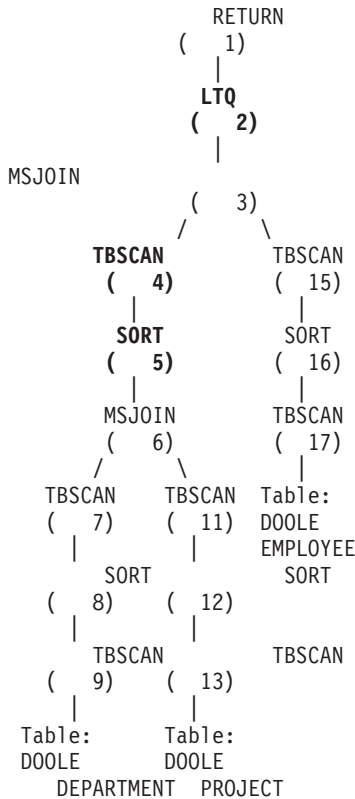 RETURN
( 1)
|
LTQ
( 2)
|
MSJOIN
( 3)
/ \
TBSCAN TBSCAN
( 4) ( 15)
| |
SORT SORT
( 5) ( 16)
| |
MSJOIN TBSCAN
( 6) ( 17)
/ \ |
TBSCAN TBSCAN Table:
( 7) ( 11) DOOLE
| | EMPLOYEE
SORT SORT
( 8) ( 12)
| |
TBSCAN TBSCAN
( 9) ( 13)
| |
Table: Table:
DOOLE DOOLE
DEPARTMENT PROJECT